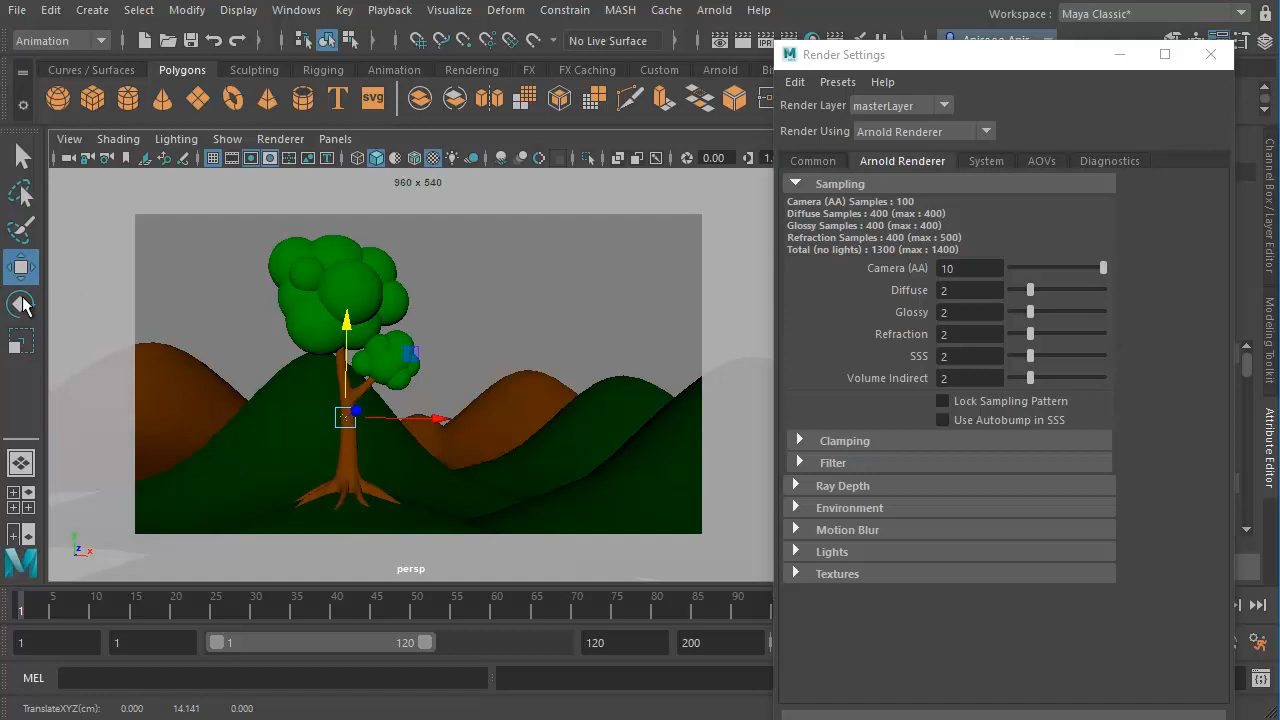 File Edit Create Select Modify Display Windows Key Playback Visualize Deform Constrain MASH Cache Arnold Help
Workspace : Maya Classic*
Animation
No Live Surface
Curves / Surfaces Polygons Sculpting Rigging Animation Rendering FX FX Caching Custom Arnold
SVG
View Shading Lighting Show Renderer Panels
0.00
960 x 540
persp
Render Settings
Edit Presets Help
Render Layer masterLayer
Render Using Arnold Renderer
Common Arnold Renderer System AOVs Diagnostics
Sampling
Camera (AA) Samples : 100
Diffuse Samples : 400 (max : 400)
Glossy Samples : 400 (max : 400)
Refraction Samples : 400 (max : 500)
Total (no lights) : 1300 (max : 1400)
Camera (AA) 10
Diffuse 2
Glossy 2
Refraction 2
SSS 2
Volume Indirect 2
Lock Sampling Pattern
Use Autobump in SSS
Clamping
Filter
Ray Depth
Environment
Motion Blur
Lights
Textures
Channel Box / Layer Editor
Modeling Toolkit
Attribute Editor
5 10 15 20 25 30 35 40 45 50 55 60 65 70 75 80 85 90
1
1 1 1 120 120 200
MEL
TranslateXYZ(cm): 0.000 14.141 0.000